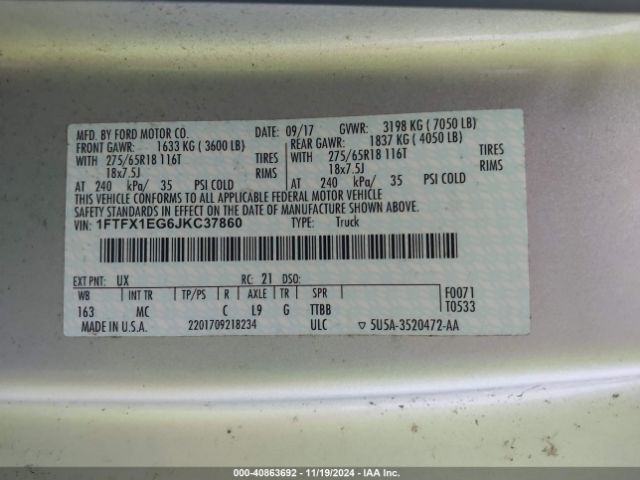 MFD. BY FORD MOTOR CO. DATE: 09/17 GVWR: 3198 KG ( 7050 LB)
FRONT GAWR: 1633 KG ( 3600 LB) REAR GAWR: 1837 KG ( 4050 LB)
WITH 275/65R18 116T TIRES WITH 275/65R18 116T TIRES
18x7.5J RIMS 18x7.5J RIMS
AT 240 kPa/ 35 PSI COLD AT 240 kPa/ 35 PSI COLD
THIS VEHICLE CONFORMS TO ALL APPLICABLE FEDERAL MOTOR VEHICLE
SAFETY STANDARDS IN EFFECT ON THE DATE OF MANUFACTURE SHOWN ABOVE.
VIN: 1FTFX1EG6JKC37860 TYPE: Truck
EXT PNT: UX RC: 21 DSO:
WB INT TR TP/PS R AXLE TR SPR F0071
163 MC C L9 G TTBB T0533
MADE IN U.S.A. 2201709218234 ULC ▽ 5U5A-3520472-AA
000-40863692 - 11/19/2024 - IAA Inc.